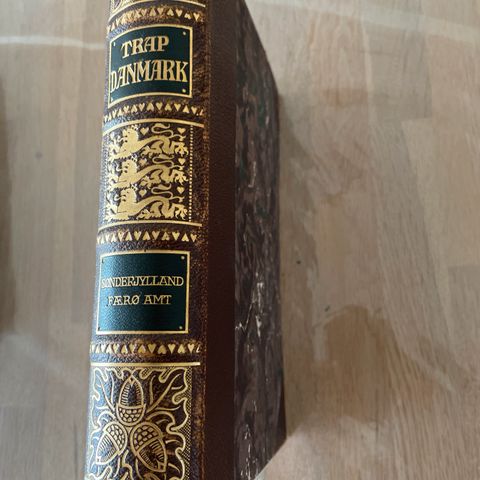 TRAP
DANMARK
SØNDERJYLLAND
FÆRØ AMT